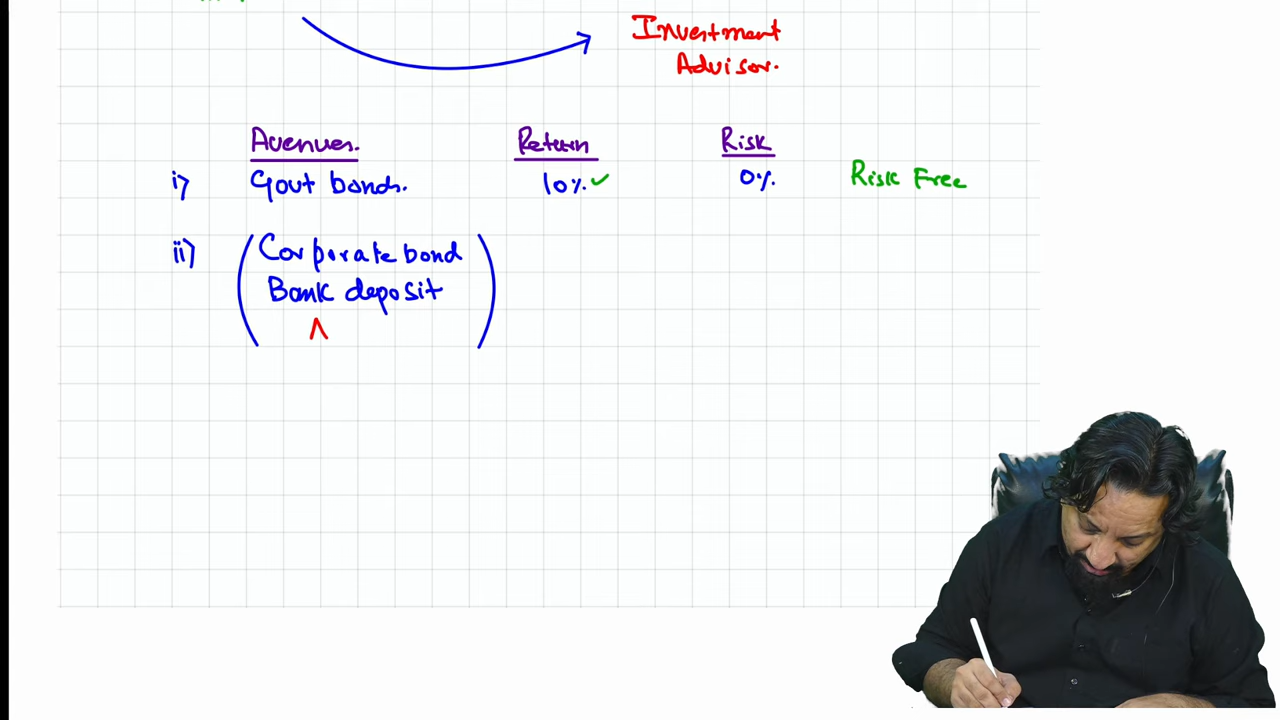 Investment
Advisor.
Avenues. Return Risk
i) Govt bonds. 10% ✓ 0% Risk Free
ii) (Corporate bond
Bank deposit)